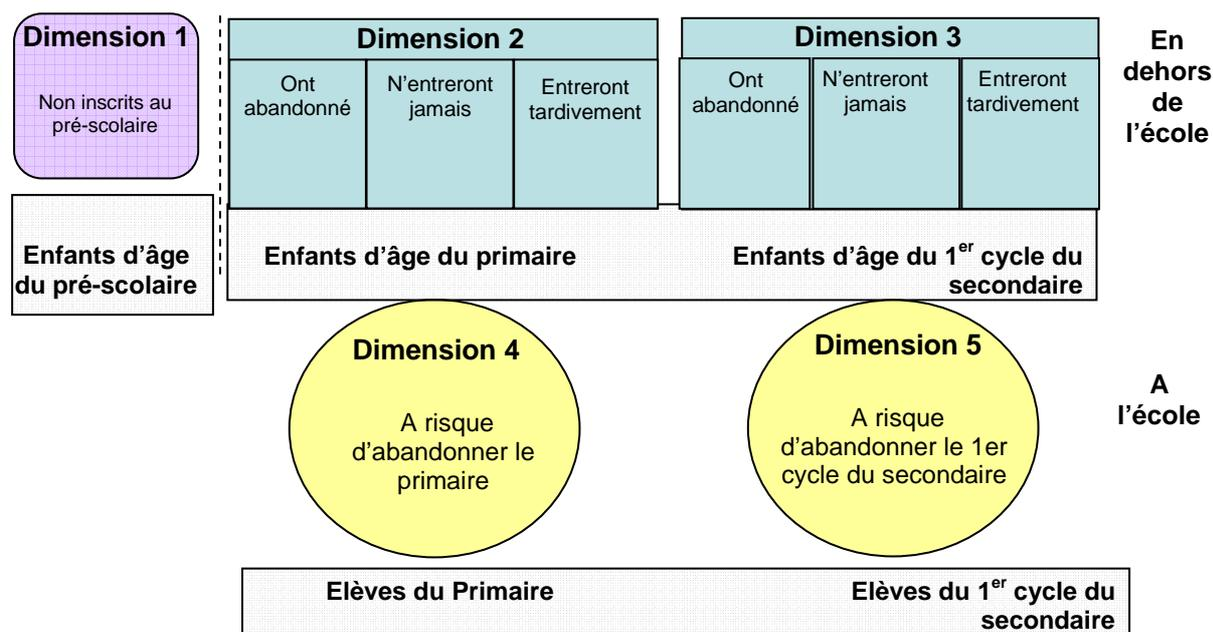 Dimension 1
Non inscrits au
pré-scolaire
Enfants d’âge
du pré-scolaire
Dimension 2
Ont
abandonné
N’entreront
jamais
Entreront
tardivement
Dimension 3
Ont
abandonné
N’entreront
jamais
Entreront
tardivement
En
dehors
de
l’école
Enfants d’âge du primaire
Enfants d’âge du 1er cycle du
secondaire
Dimension 4
A risque
d’abandonner le
primaire
Dimension 5
A risque
d’abandonner le 1er
cycle du secondaire
A
l’école
Elèves du Primaire
Elèves du 1er cycle du
secondaire